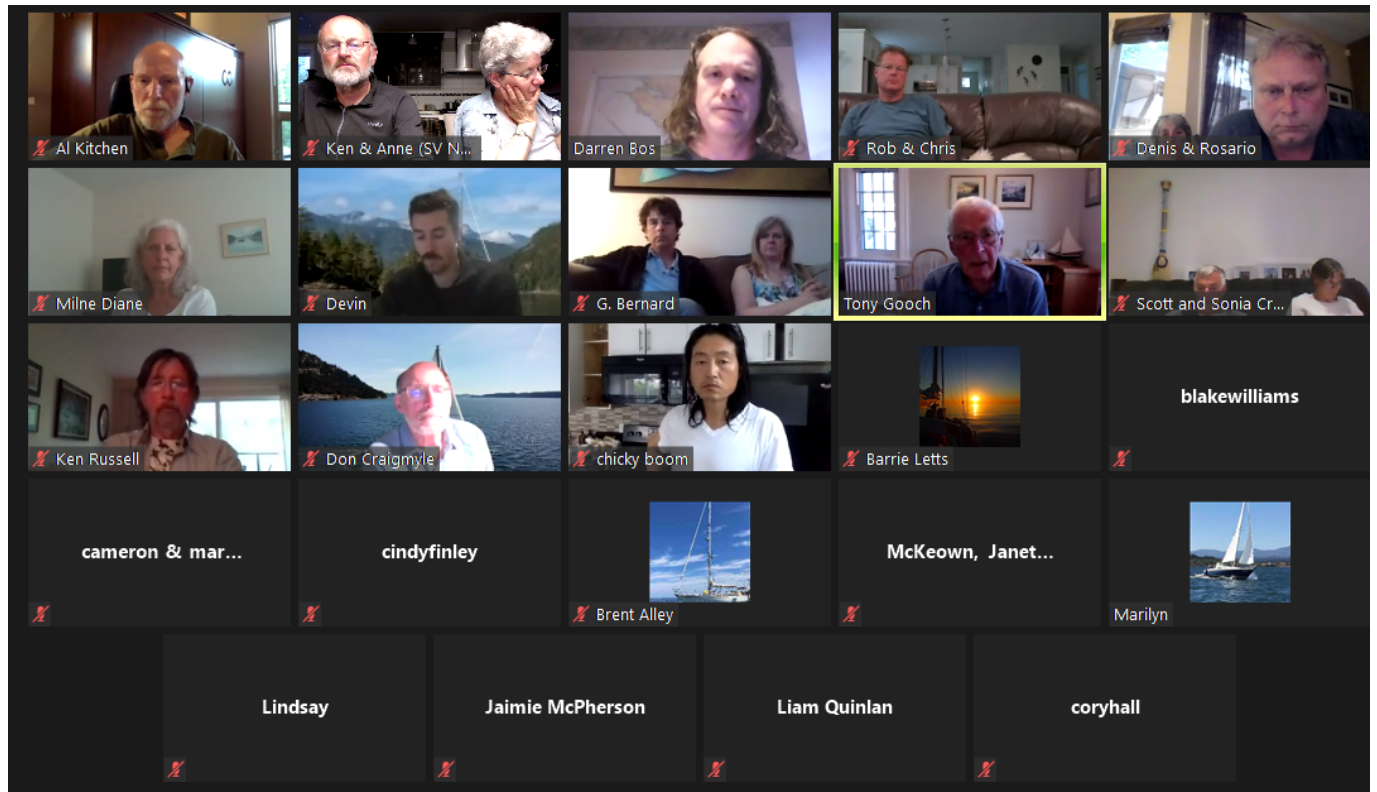 Al Kitchen
Ken & Anne (SV N...
Darren Bos
Rob & Chris
Denis & Rosario
Milne Diane
Devin
G. Bernard
Tony Gooch
Scott and Sonia Cr...
Ken Russell
Don Craigmyle
chicky boom
Barrie Letts
blakewilliams
cameron & mar...
cindyfinley
Brent Alley
McKeown, Janet...
Marilyn
Lindsay
Jaimie McPherson
Liam Quinlan
coryhall